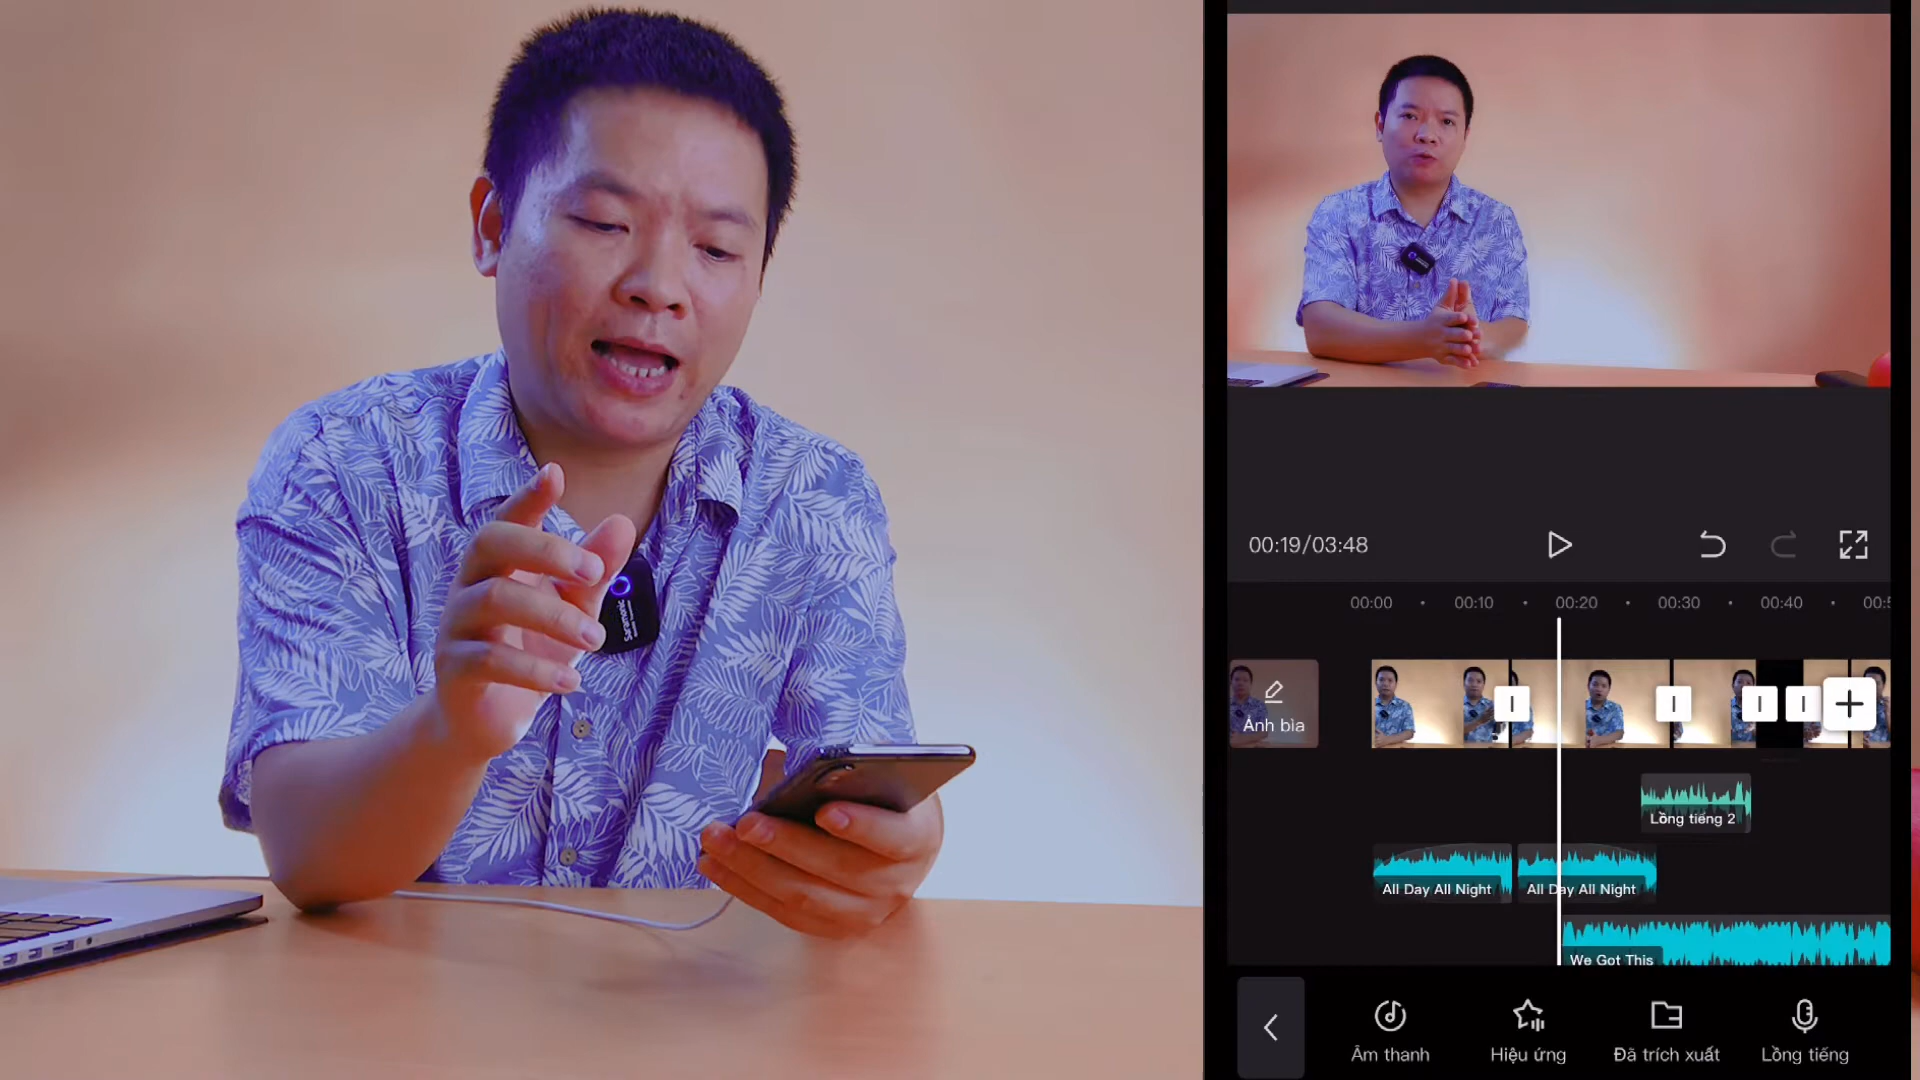 Saramonic
00:19/03:48
00:00 00:10 00:20 00:30 00:40
Ảnh bìa
Lồng tiếng 2
All Day All Night All Day All Night
We Got This
Âm thanh Hiệu ứng Đã trích xuất Lồng tiếng